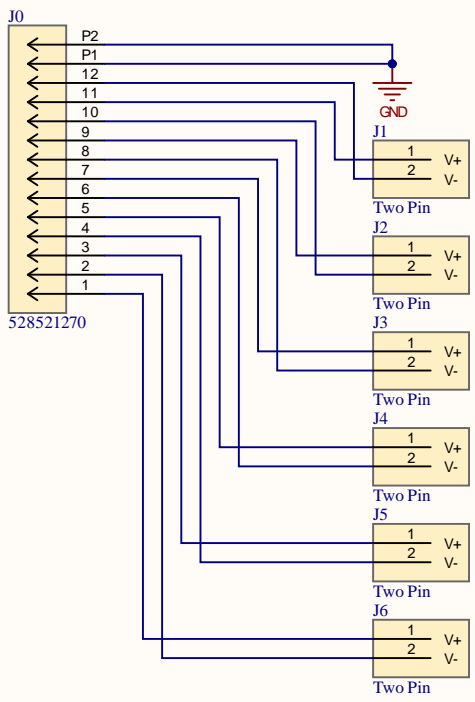 J0
P2
P1
12
11
10
9
8
7
6
5
4
3
2
1
528521270
GND
J1
1 V+
2 V-
Two Pin
J2
1 V+
2 V-
Two Pin
J3
1 V+
2 V-
Two Pin
J4
1 V+
2 V-
Two Pin
J5
1 V+
2 V-
Two Pin
J6
1 V+
2 V-
Two Pin